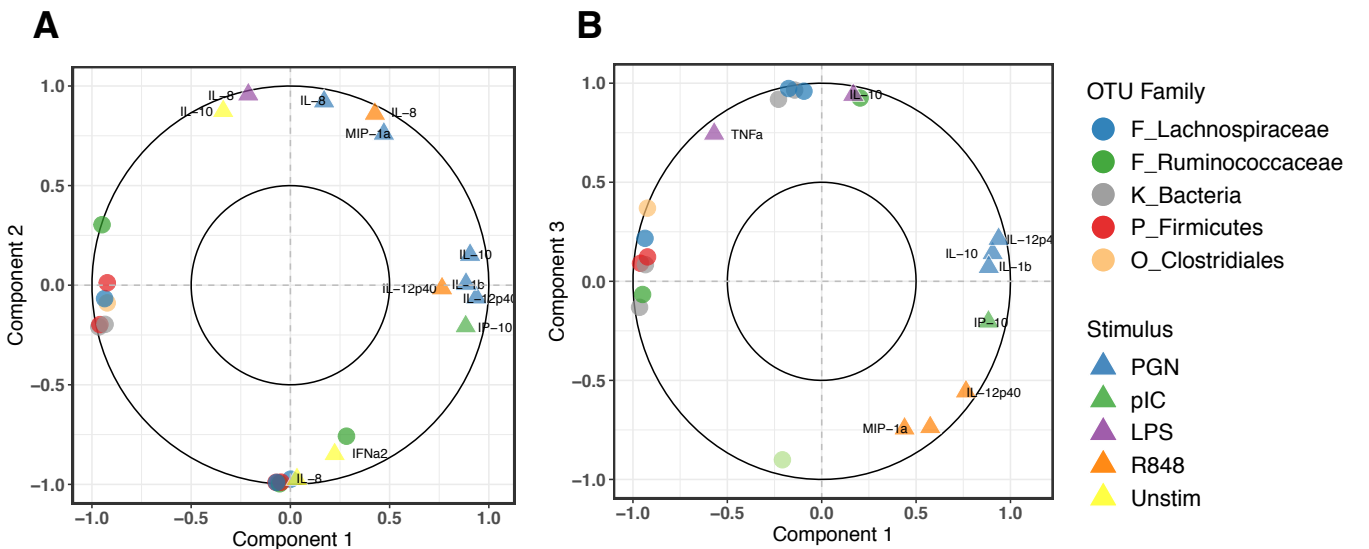 A
B
1.0
0.5
0.0
−0.5
−1.0
−1.0
−0.5
0.0
0.5
1.0
Component 2
Component 1
IL−8
IL−10
IL−8
IL−8
MIP−1a
IL−10
IL−1b
iL−12p40
IL−12p40
IP−10
IFNa2
IL−8
1.0
0.5
0.0
−0.5
−1.0
−1.0
−0.5
0.0
0.5
1.0
Component 3
Component 1
IL−10
TNFa
IL−12p4
IL−10
IL−1b
IP−10
IL−12p40
MIP−1a
OTU Family
F_Lachnospiraceae
F_Ruminococcaceae
K_Bacteria
P_Firmicutes
O_Clostridiales
Stimulus
PGN
pIC
LPS
R848
Unstim